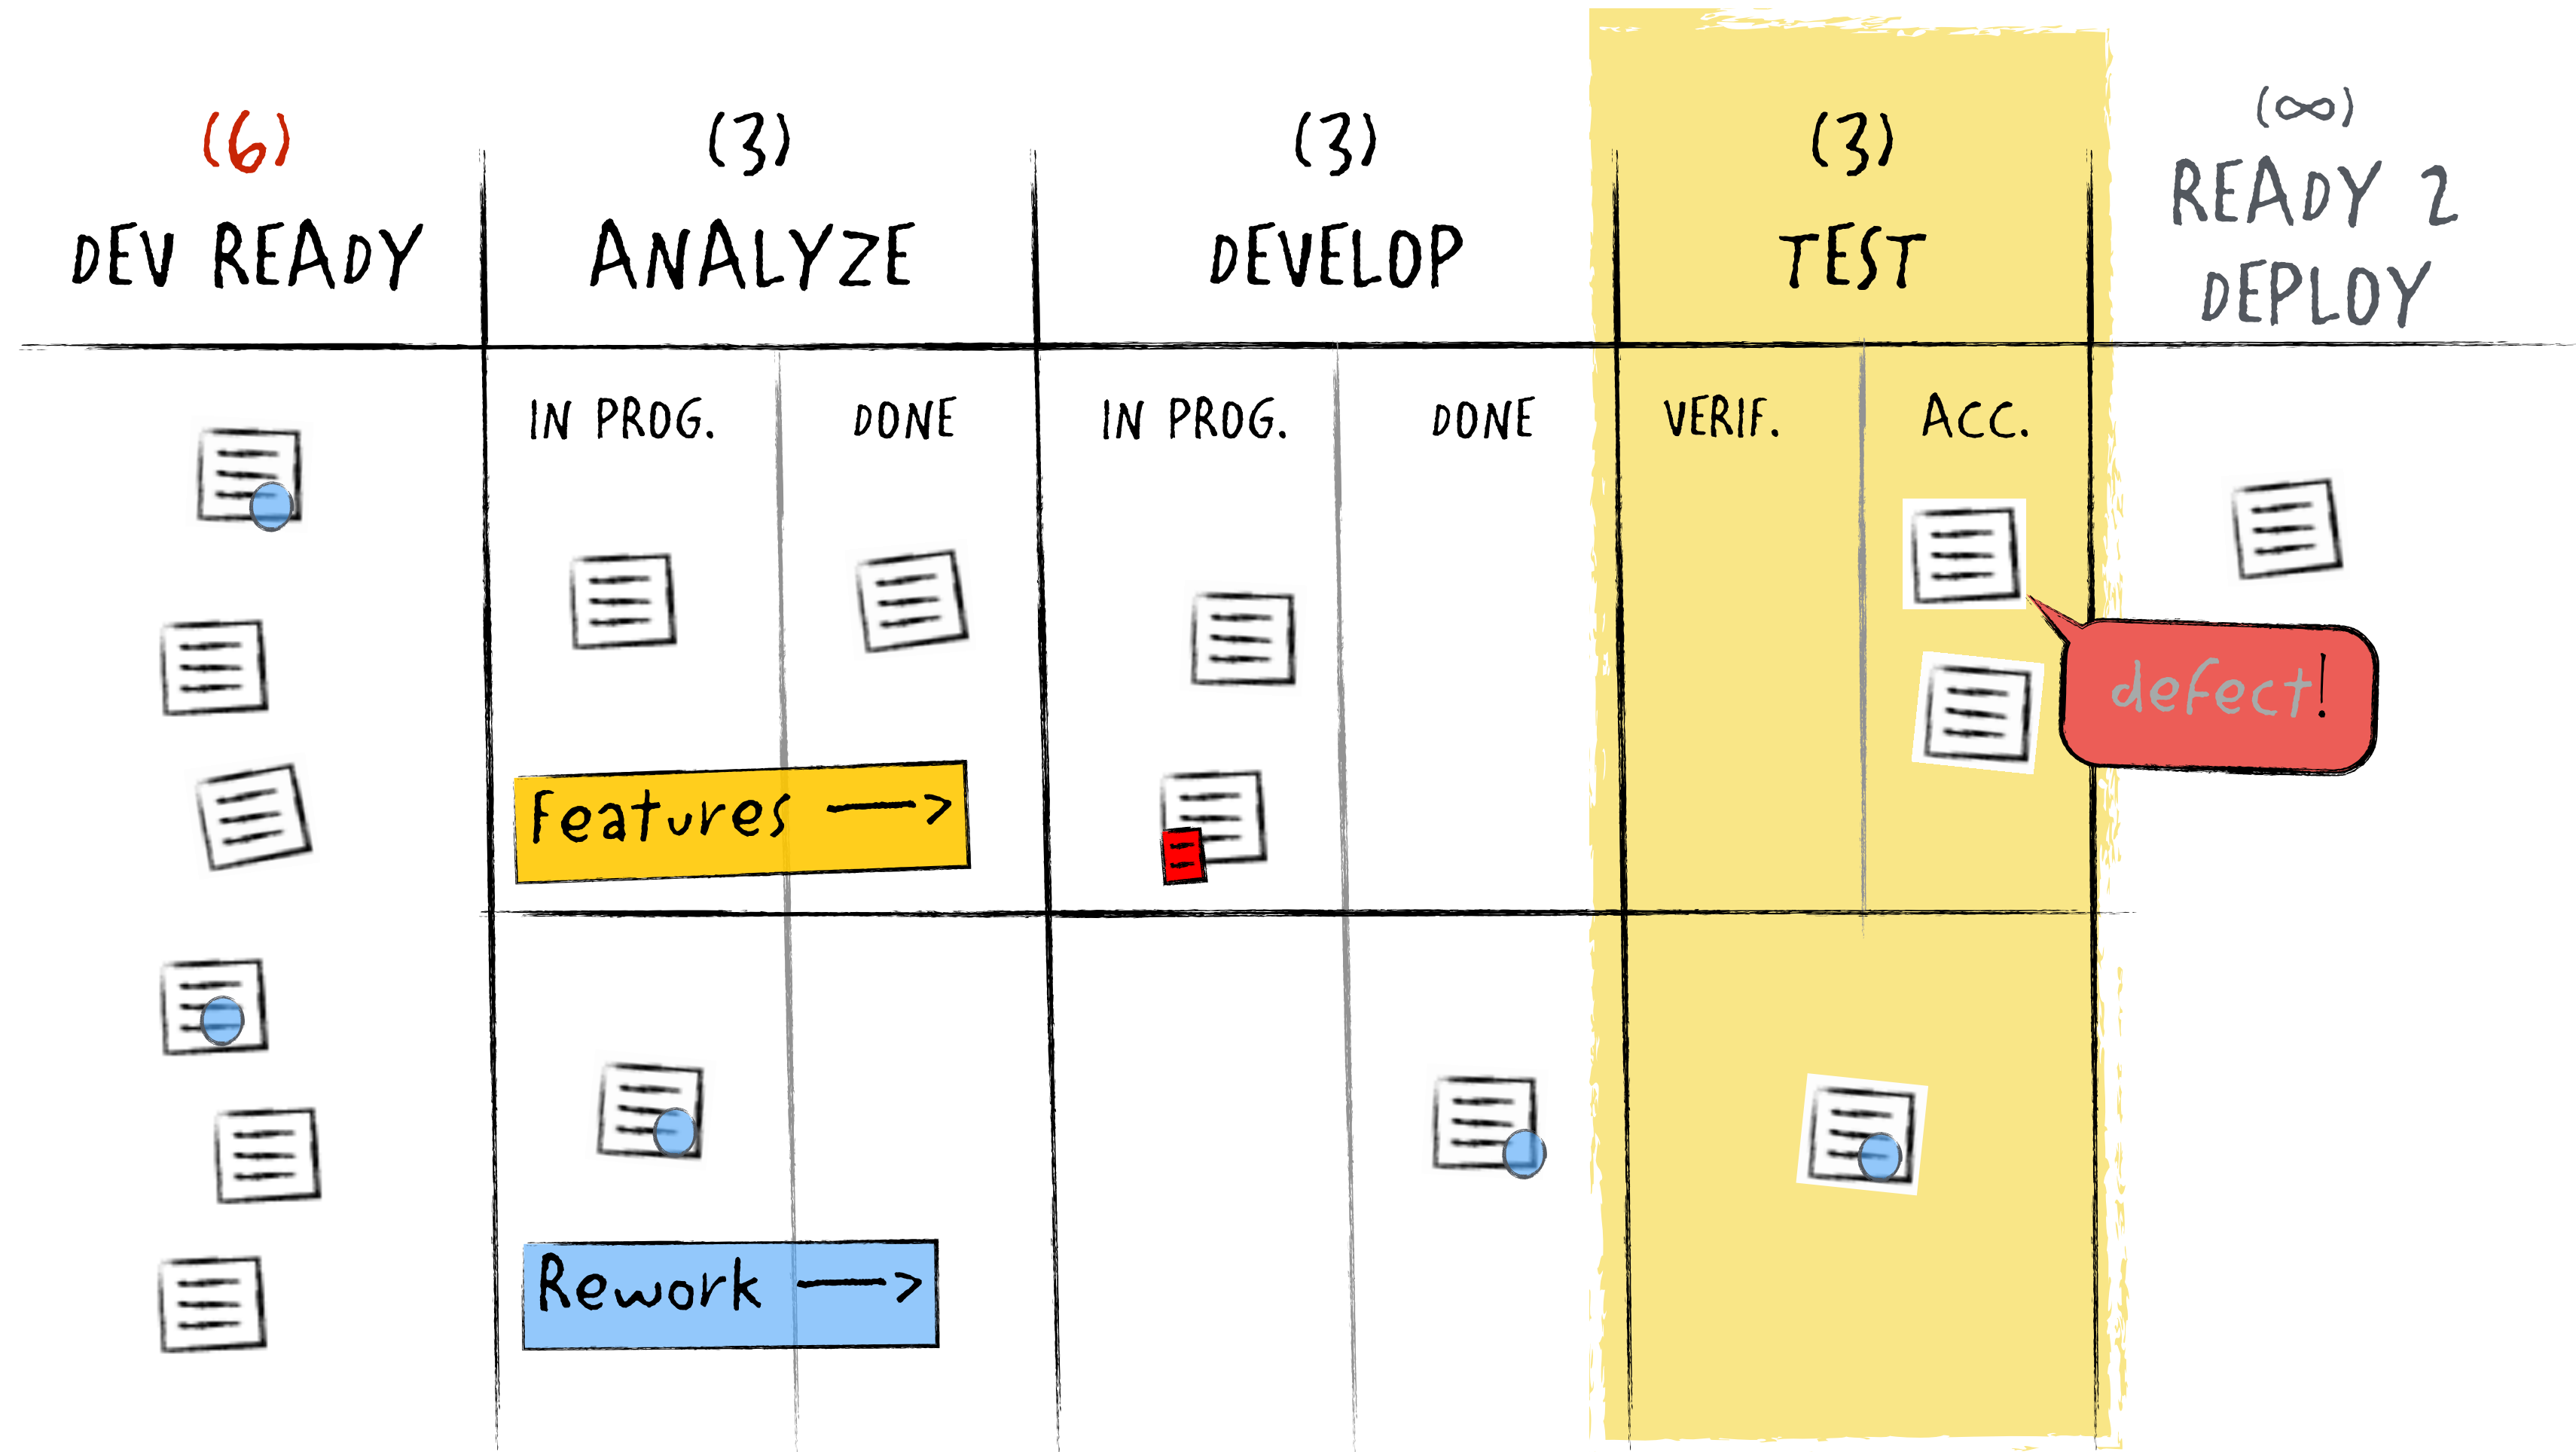 (6)
DEV READY
(3)
ANALYZE
(3)
DEVELOP
(3)
TEST
(∞)
READY 2
DEPLOY
IN PROG.
DONE
IN PROG.
DONE
VERIF.
ACC.
defect!
Features →
Rework →